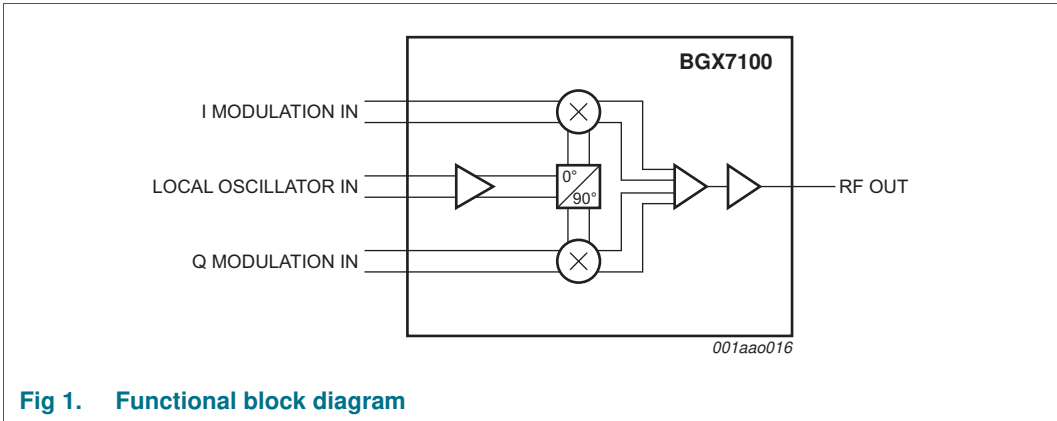 BGX7100
I MODULATION IN
LOCAL OSCILLATOR IN
0°
90°
RF OUT
Q MODULATION IN
001aao016
Fig 1. Functional block diagram